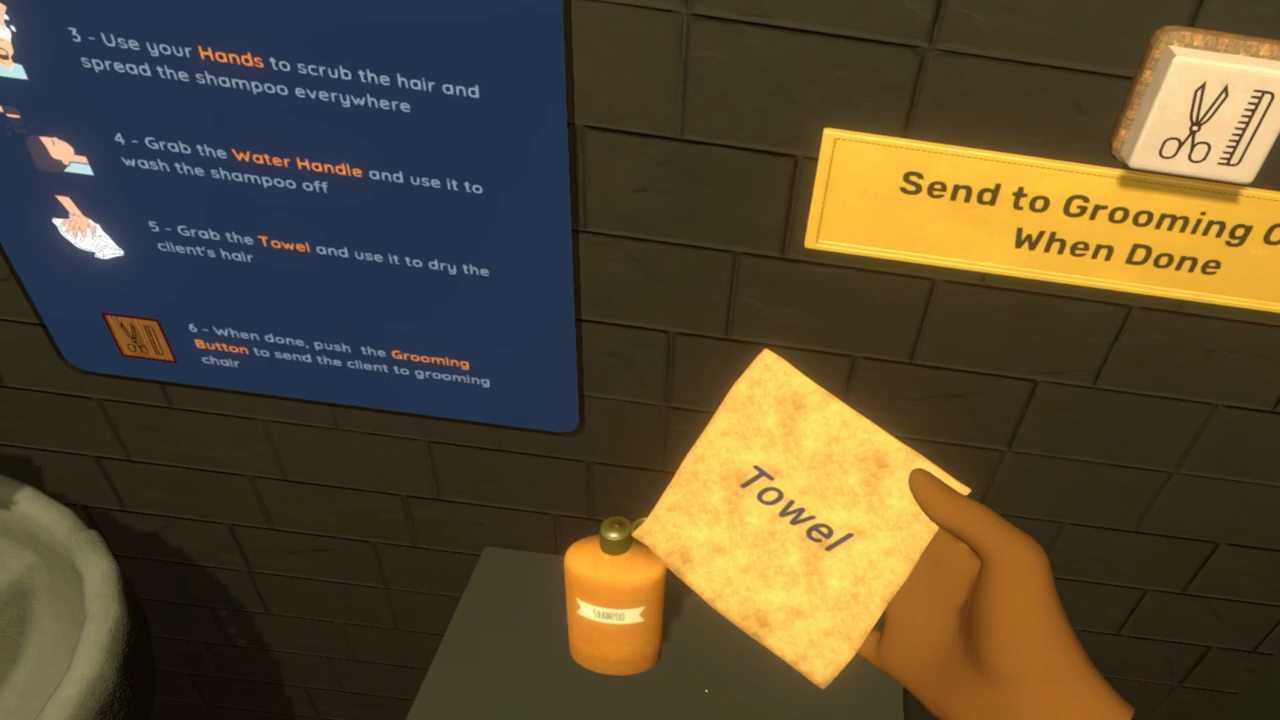 3 - Use your Hands to scrub the hair and
spread the shampoo everywhere
4 - Grab the Water Handle and use it to
wash the shampoo off
5 - Grab the Towel and use it to dry the
client's hair
6 - When done, push the Grooming
Button to send the client to grooming
chair
Send to Grooming
When Done
Towel
SHAMPOO